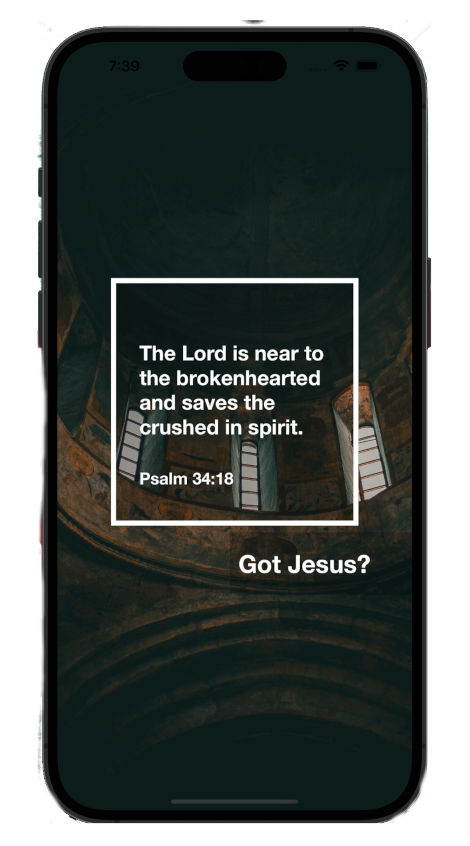 7:39
The Lord is near to
the brokenhearted
and saves the
crushed in spirit.
Psalm 34:18
Got Jesus?